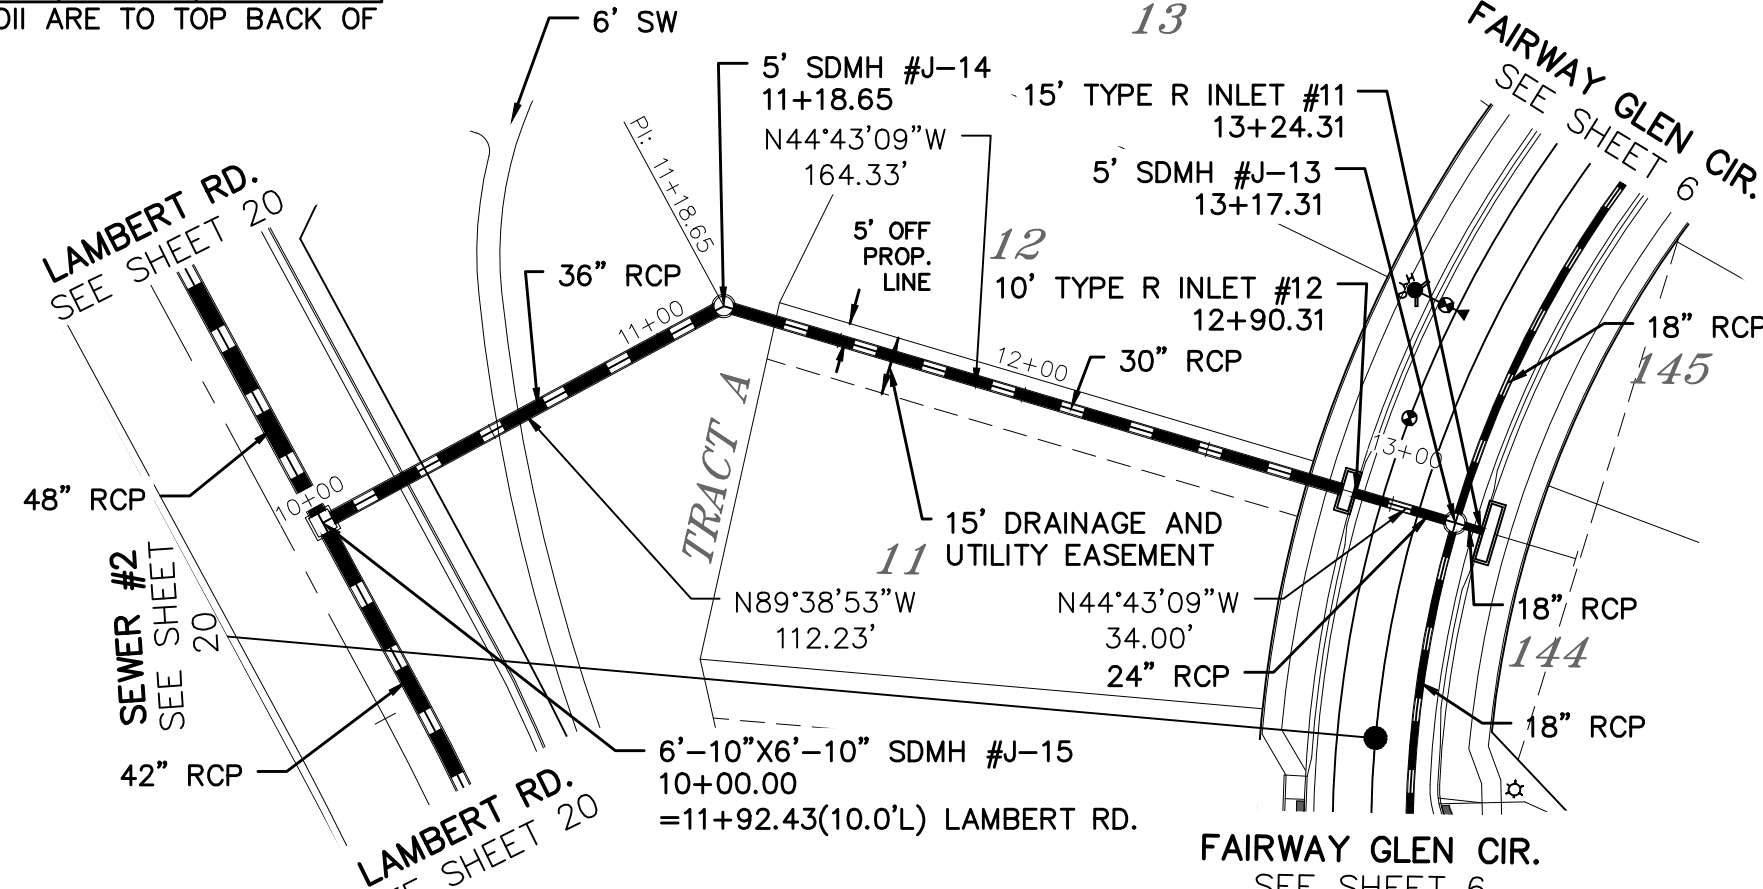 DII ARE TO TOP BACK OF
6' SW
13
FAIRWAY GLEN CIR.
SEE SHEET 6
5' SDMH #J-14
11+18.65
N44°43'09"W
164.33'
15' TYPE R INLET #11
13+24.31
5' SDMH #J-13
13+17.31
PI: 11+18.65
LAMBERT RD.
SEE SHEET 20
5' OFF
PROP.
LINE
12
36" RCP
10' TYPE R INLET #12
12+90.31
11+00
12+00
30" RCP
18" RCP
145
TRACT A
13+00
48" RCP
10+00
15' DRAINAGE AND
UTILITY EASEMENT
11
SEWER #2
SEE SHEET
20
N89°38'53"W
112.23'
N44°43'09"W
34.00'
18" RCP
144
24" RCP
18" RCP
42" RCP
6'-10"X6'-10" SDMH #J-15
10+00.00
=11+92.43(10.0'L) LAMBERT RD.
LAMBERT RD.
SEE SHEET 20
FAIRWAY GLEN CIR.
SEE SHEET 6